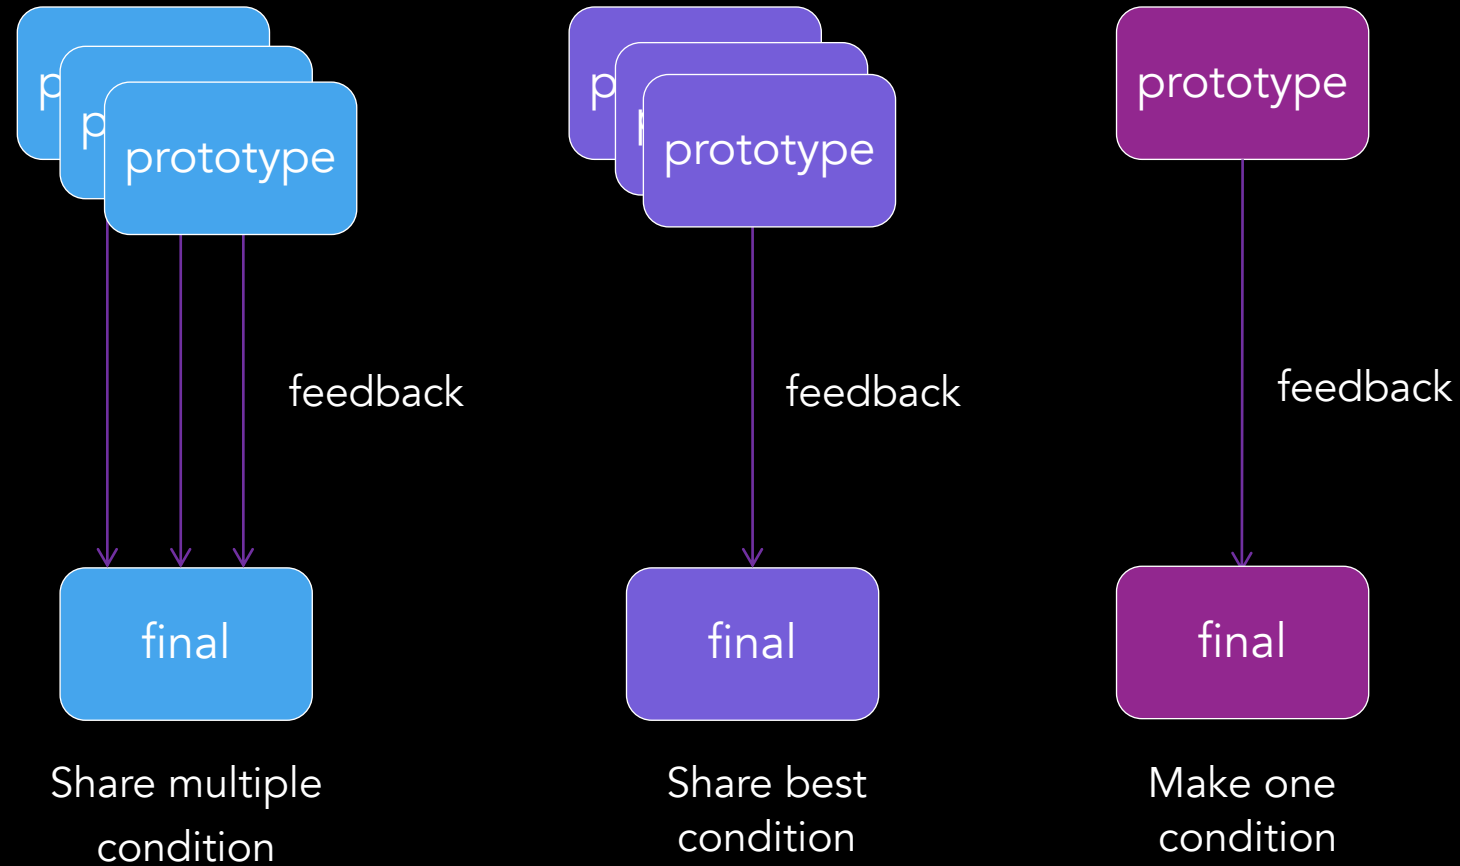 p
p
prototype
feedback
final
Share multiple
condition
p
prototype
feedback
final
Share best
condition
prototype
feedback
final
Make one
condition